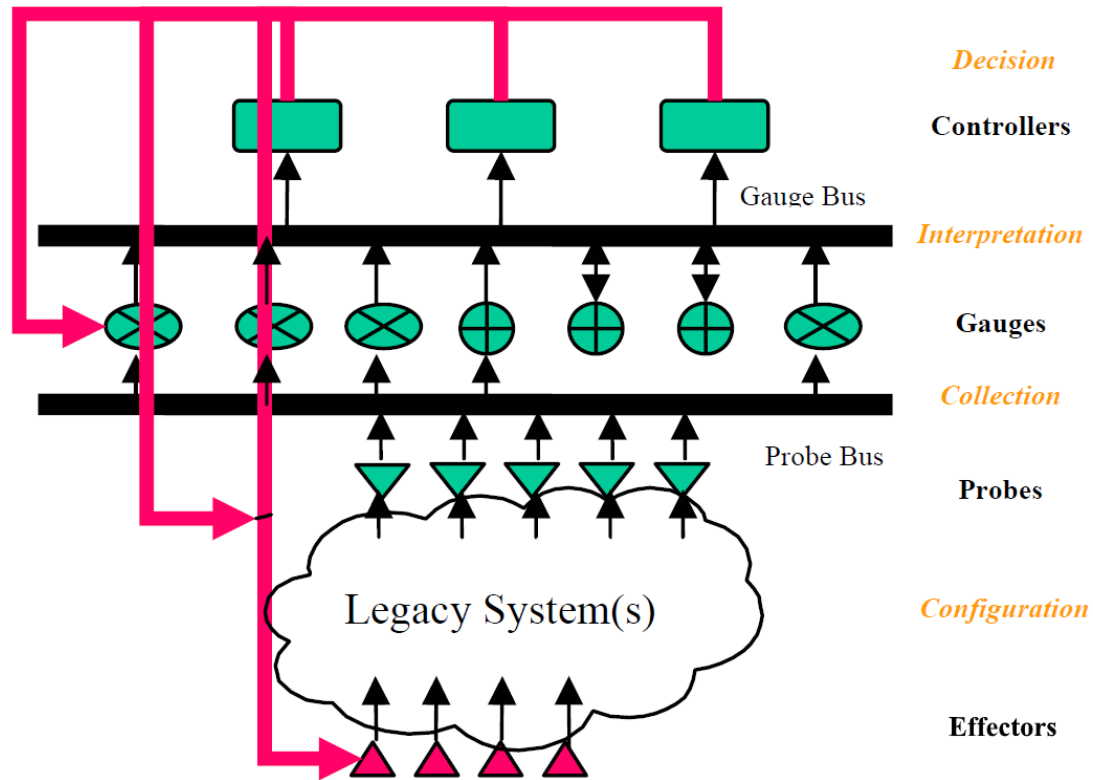 Decision
Controllers
Gauge Bus
Interpretation
Gauges
Collection
Probe Bus
Probes
Legacy System(s)
Configuration
Effectors